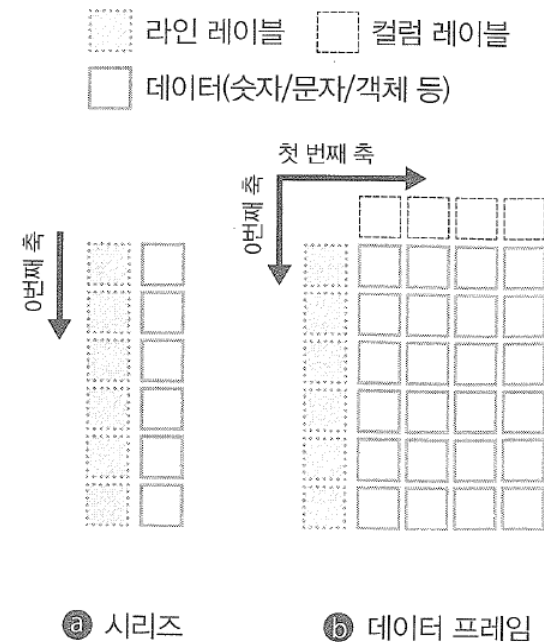 라인 레이블 컬럼 레이블
데이터(숫자/문자/객체 등)
첫 번째 축
0번째 축
0번째 축
ⓐ 시리즈
ⓑ 데이터 프레임